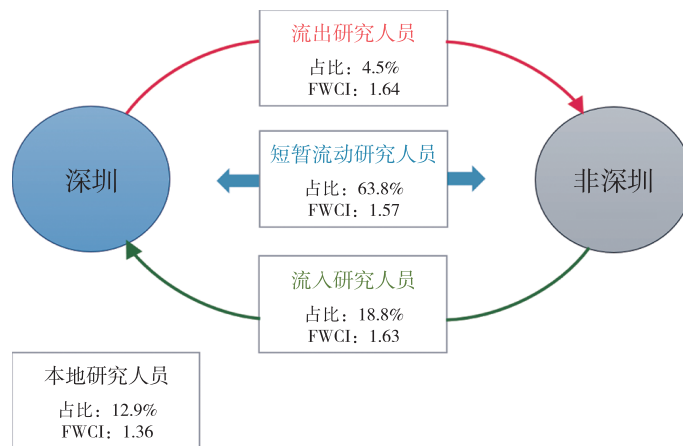 流出研究人员
占比：4.5%
FWCI：1.64
深圳
短暂流动研究人员
占比：63.8%
FWCI：1.57
非深圳
流入研究人员
占比：18.8%
FWCI：1.63
本地研究人员
占比：12.9%
FWCI：1.36